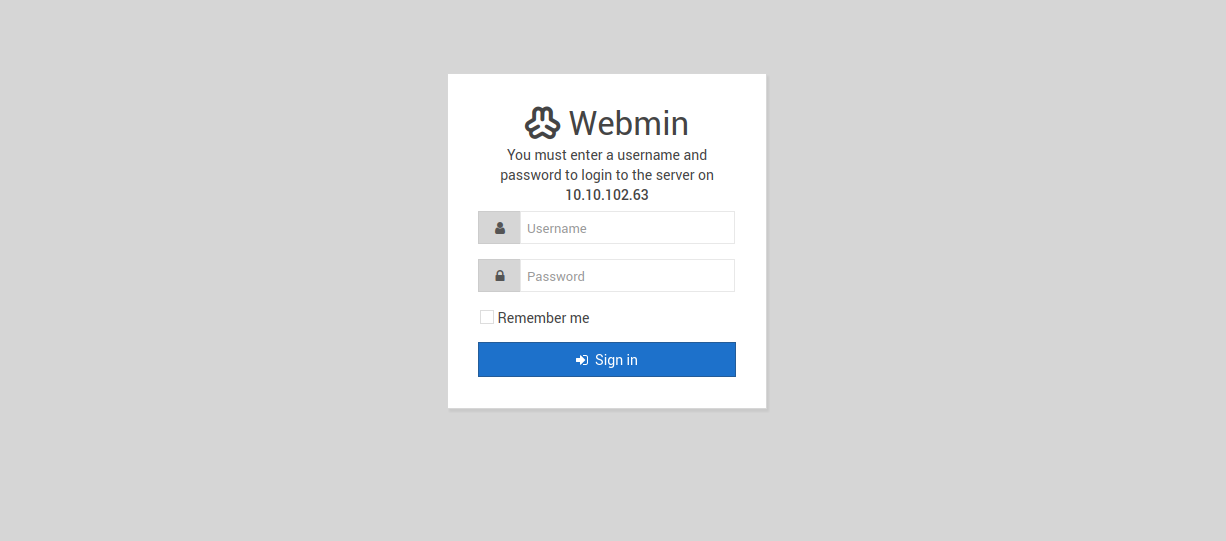 Webmin
You must enter a username and
password to login to the server on
10.10.102.63
Username
Password
Remember me
Sign in